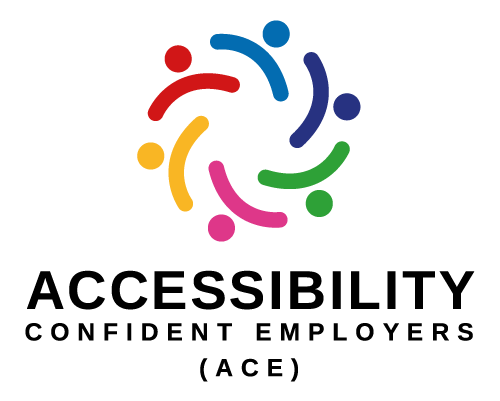 ACCESSIBILITY
CONFIDENT EMPLOYERS
(ACE)